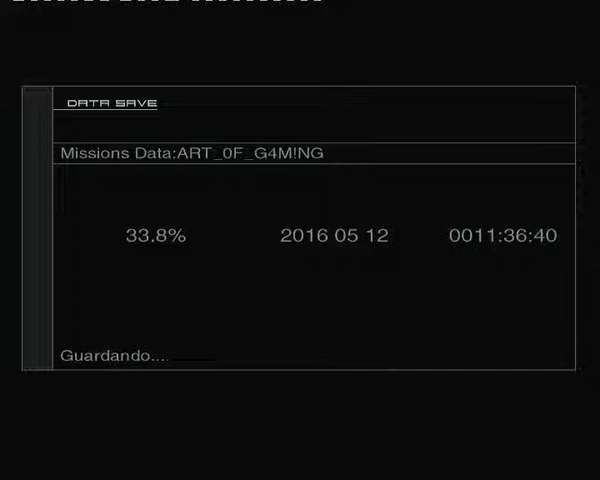 DATA SAVE
Missions Data:ART_0F_G4M!NG
33.8% 2016 05 12 0011:36:40
Guardando...